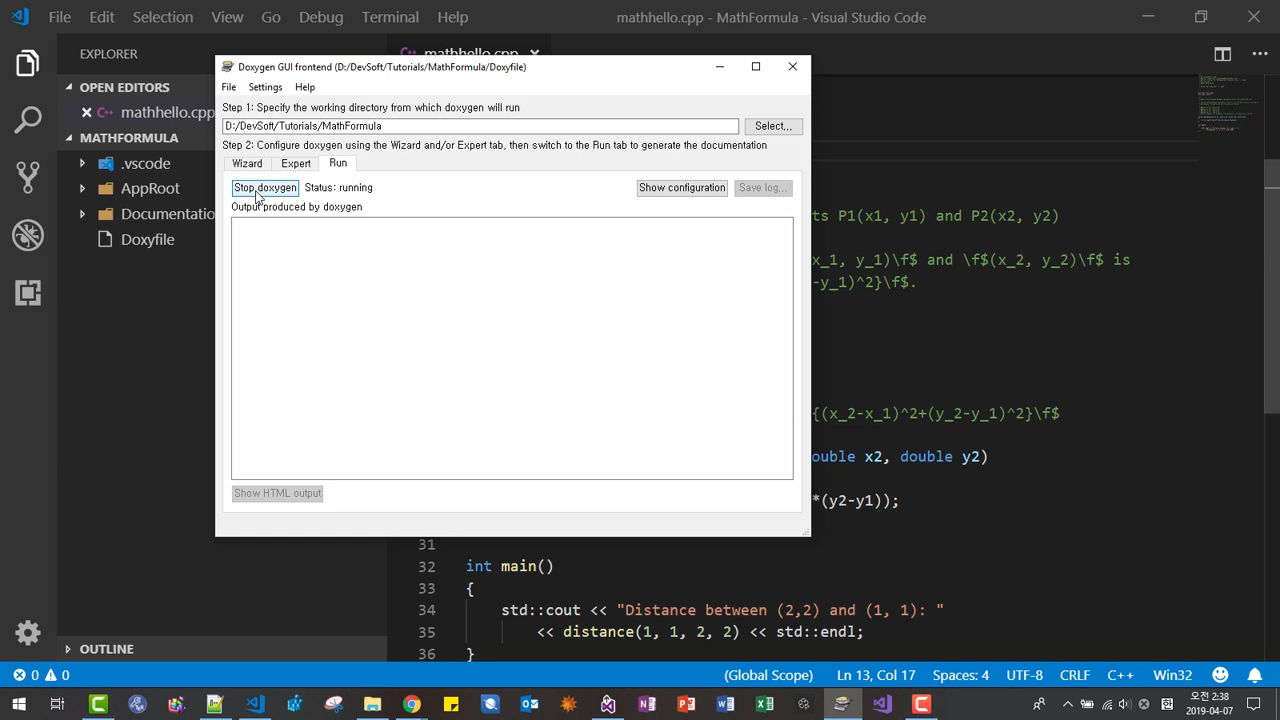 File Edit Selection View Go Debug Terminal Help mathhello.cpp - MathFormula - Visual Studio Code
EXPLORER
mathhello.cpp
OPEN EDITORS
mathhello.cpp
MATHFORMULA
.vscode
AppRoot
Documentatio
Doxyfile
OUTLINE
Doxygen GUI frontend (D:/DevSoft/Tutorials/MathFormula/Doxyfile)
File Settings Help
Step 1: Specify the working directory from which doxygen will run
D:/DevSoft/Tutorials/MathFormula Select...
Step 2: Configure doxygen using the Wizard and/or Expert tab, then switch to the Run tab to generate the documentation
Wizard Expert Run
Stop doxygen Status: running Show configuration Save log...
Output produced by doxygen
Show HTML output
ts P1(x1, y1) and P2(x2, y2)
x_1, y_1)\f$ and \f$(x_2, y_2)\f$ is
-y_1)^2}\f$.
{(x_2-x_1)^2+(y_2-y_1)^2}\f$
ouble x2, double y2)
*(y2-y1));
31
32 int main()
33 {
34 std::cout << "Distance between (2,2) and (1, 1): "
35 << distance(1, 1, 2, 2) << std::endl;
36 }
0 0 (Global Scope) Ln 13, Col 17 Spaces: 4 UTF-8 CRLF C++ Win32
오전 2:38
2019-04-07